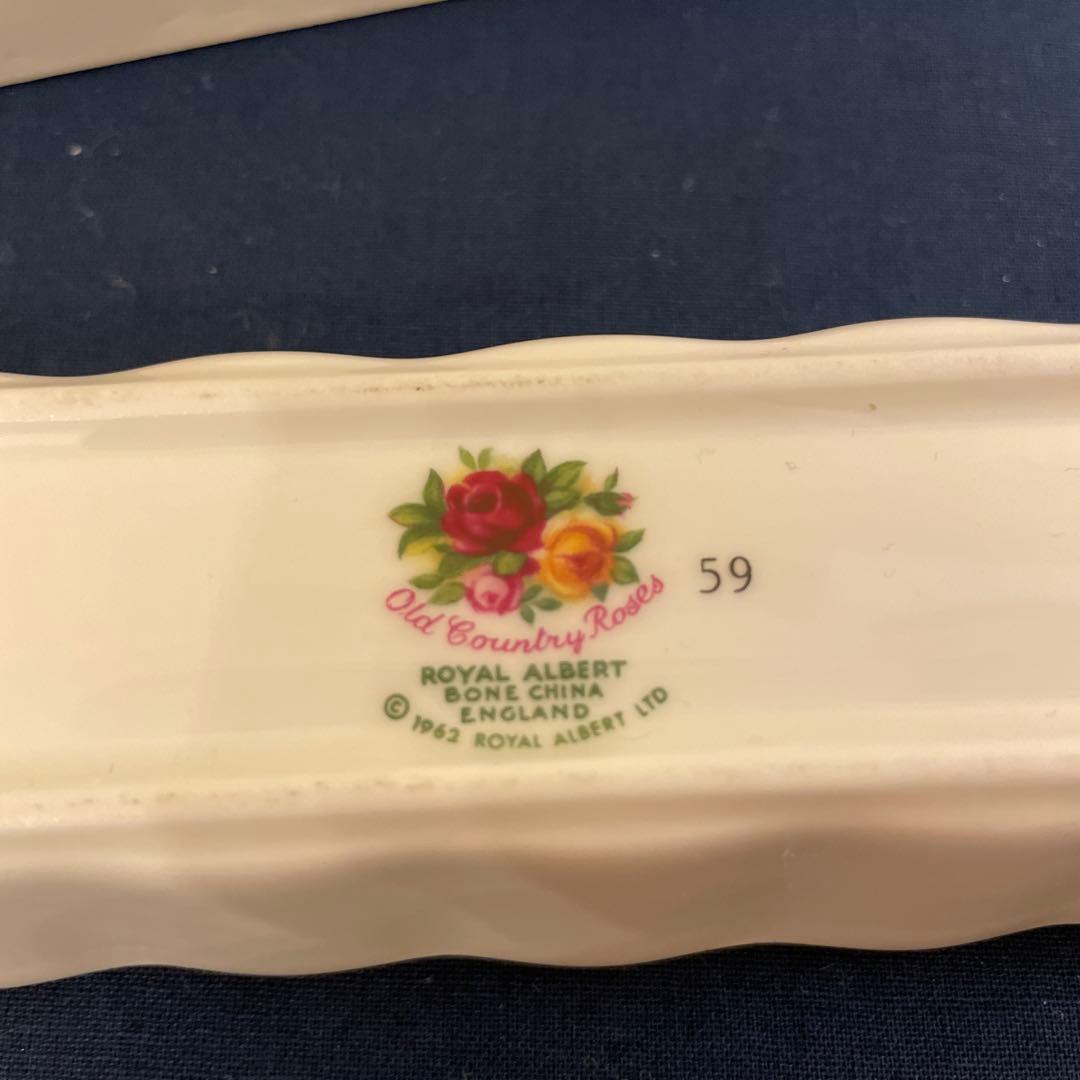 Old Country Roses
59
ROYAL ALBERT
BONE CHINA
ENGLAND
© 1962 ROYAL ALBERT LTD